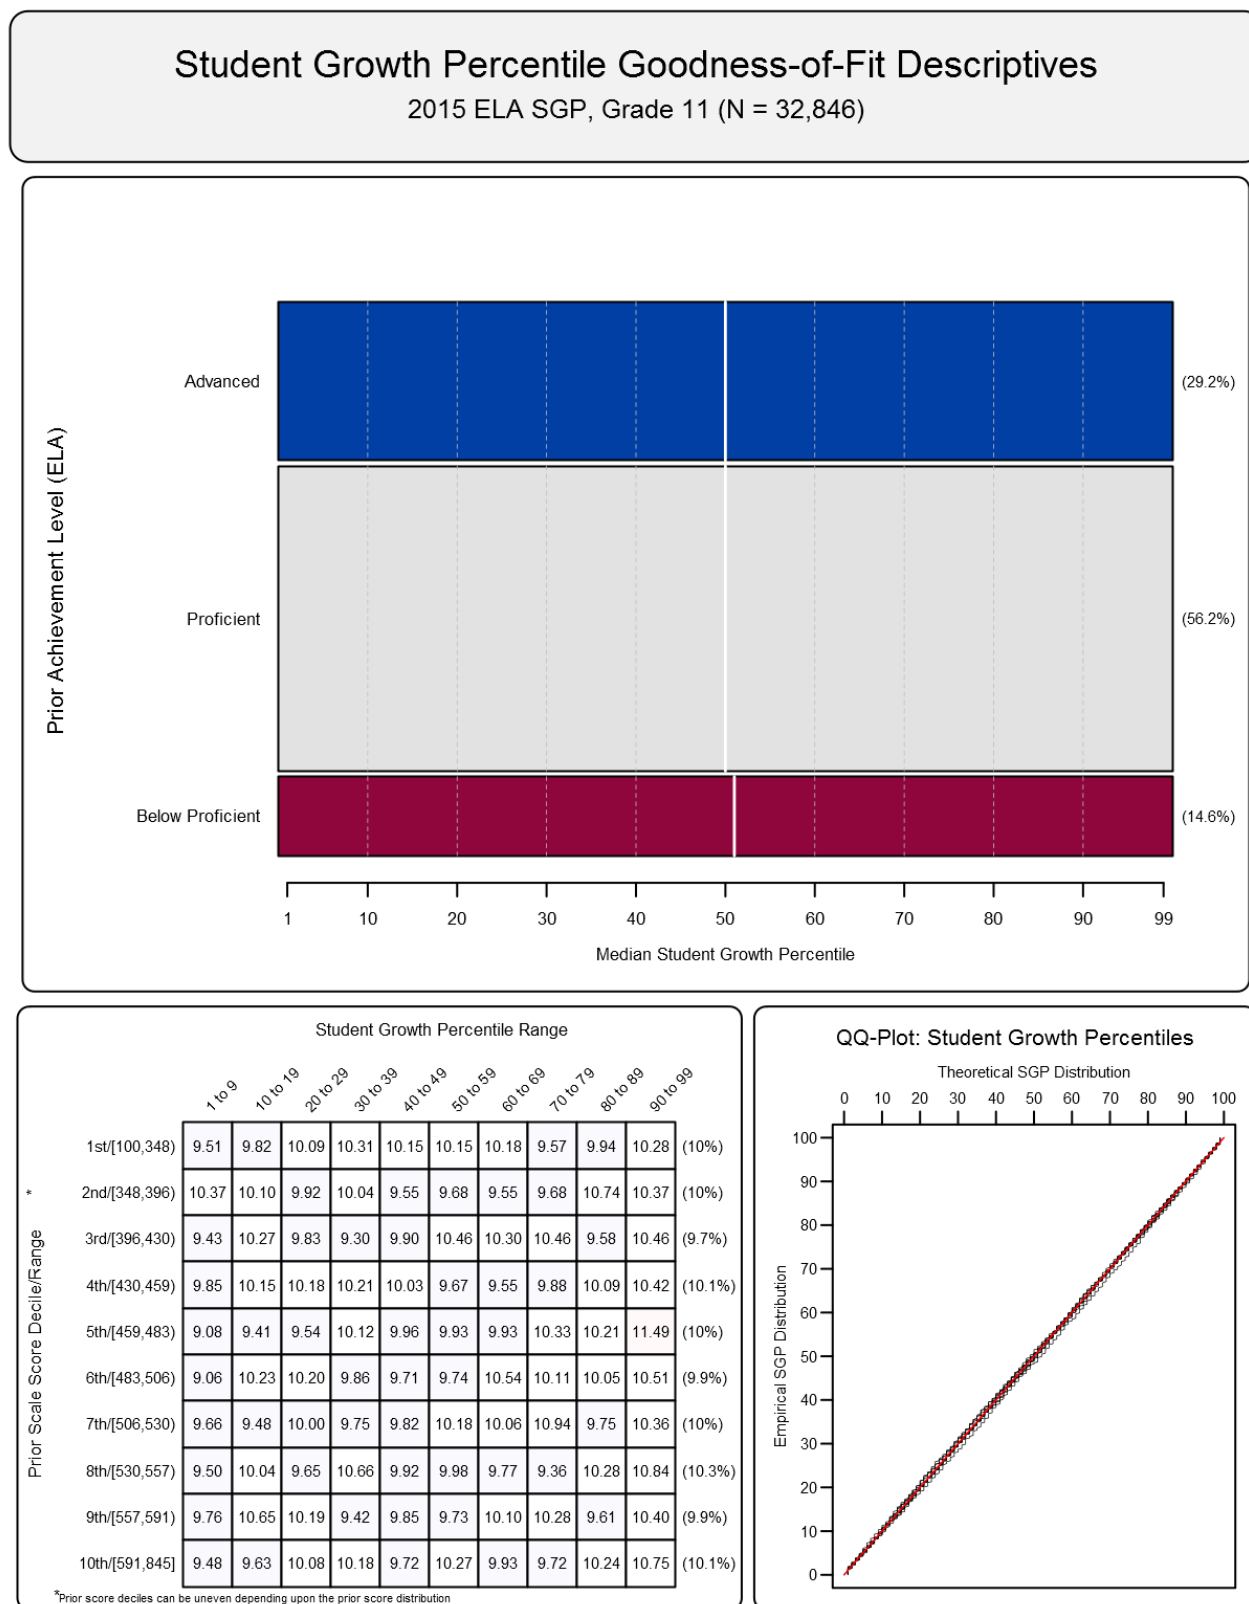 Student Growth Percentile Goodness-of-Fit Descriptives
2015 ELA SGP, Grade 11 (N = 32,846)
Prior Achievement Level (ELA)
Advanced
(29.2%)
Proficient
(56.2%)
Below Proficient
(14.6%)
1 10 20 30 40 50 60 70 80 90 99
Median Student Growth Percentile
Student Growth Percentile Range
1 to 9 10 to 19 20 to 29 30 to 39 40 to 49 50 to 59 60 to 69 70 to 79 80 to 89 90 to 99
Prior Scale Score Decile/Range *
1st/[100,348) 9.51 9.82 10.09 10.31 10.15 10.15 10.18 9.57 9.94 10.28 (10%)
2nd/[348,396) 10.37 10.10 9.92 10.04 9.55 9.68 9.55 9.68 10.74 10.37 (10%)
3rd/[396,430) 9.43 10.27 9.83 9.30 9.90 10.46 10.30 10.46 9.58 10.46 (9.7%)
4th/[430,459) 9.85 10.15 10.18 10.21 10.03 9.67 9.55 9.88 10.09 10.42 (10.1%)
5th/[459,483) 9.08 9.41 9.54 10.12 9.96 9.93 9.93 10.33 10.21 11.49 (10%)
6th/[483,506) 9.06 10.23 10.20 9.86 9.71 9.74 10.54 10.11 10.05 10.51 (9.9%)
7th/[506,530) 9.66 9.48 10.00 9.75 9.82 10.18 10.06 10.94 9.75 10.36 (10%)
8th/[530,557) 9.50 10.04 9.65 10.66 9.92 9.98 9.77 9.36 10.28 10.84 (10.3%)
9th/[557,591) 9.76 10.65 10.19 9.42 9.85 9.73 10.10 10.28 9.61 10.40 (9.9%)
10th/[591,845] 9.48 9.63 10.08 10.18 9.72 10.27 9.93 9.72 10.24 10.75 (10.1%)
*Prior score deciles can be uneven depending upon the prior score distribution
QQ-Plot: Student Growth Percentiles
Theoretical SGP Distribution
0 10 20 30 40 50 60 70 80 90 100
Empirical SGP Distribution
100
90
80
70
60
50
40
30
20
10
0